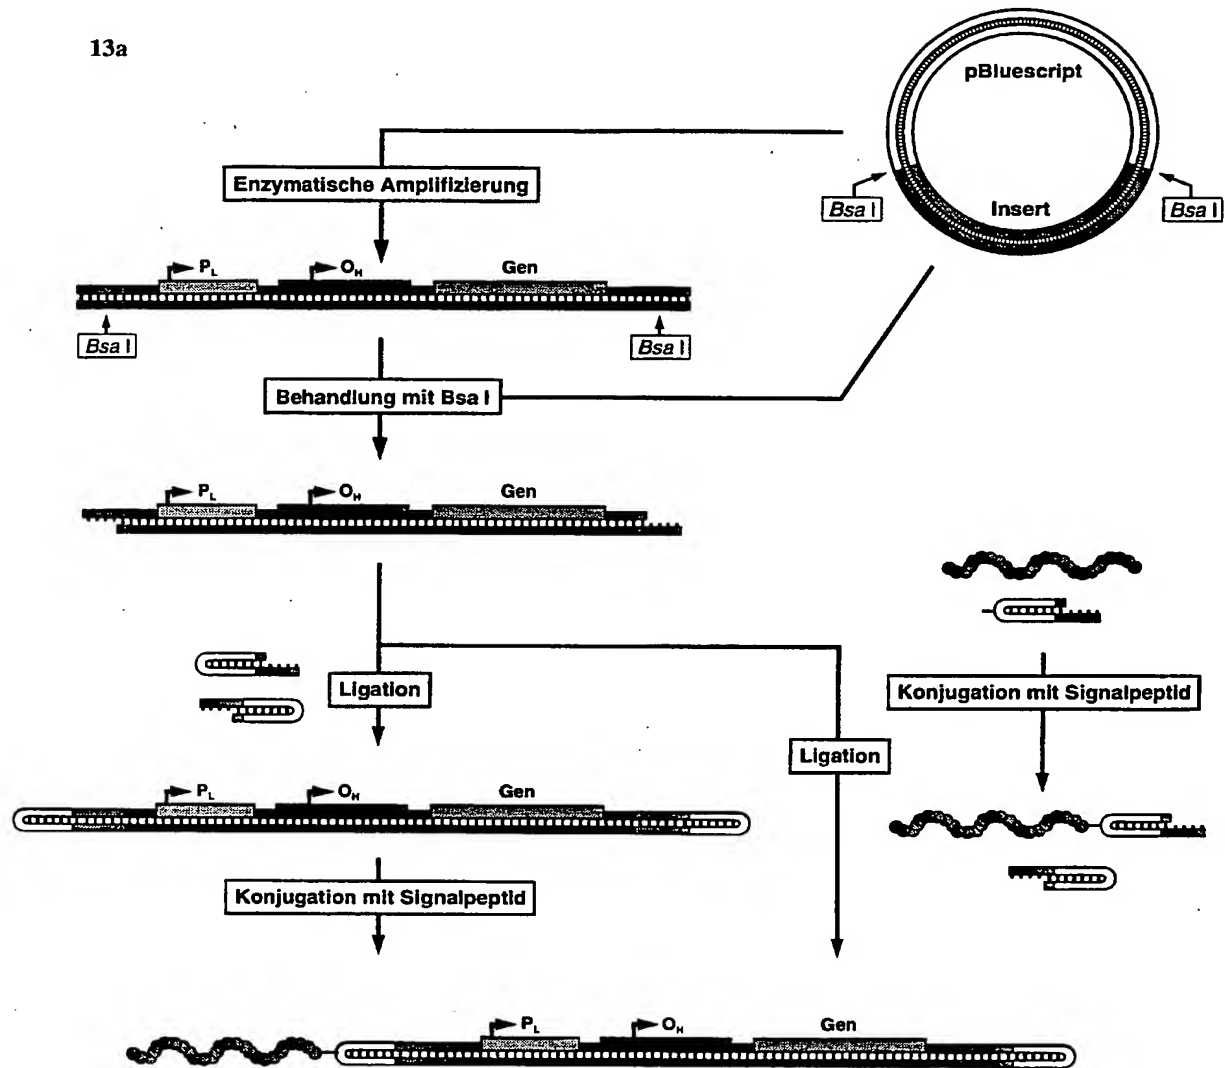 13a
pBluescript
Enzymatische Amplifizierung
Bsa I
Insert
Bsa I
P_L
O_H
Gen
Bsa I
Bsa I
Behandlung mit Bsa I
P_L
O_H
Gen
Ligation
Konjugation mit Signalpeptid
Ligation
P_L
O_H
Gen
Konjugation mit Signalpeptid
P_L
O_H
Gen